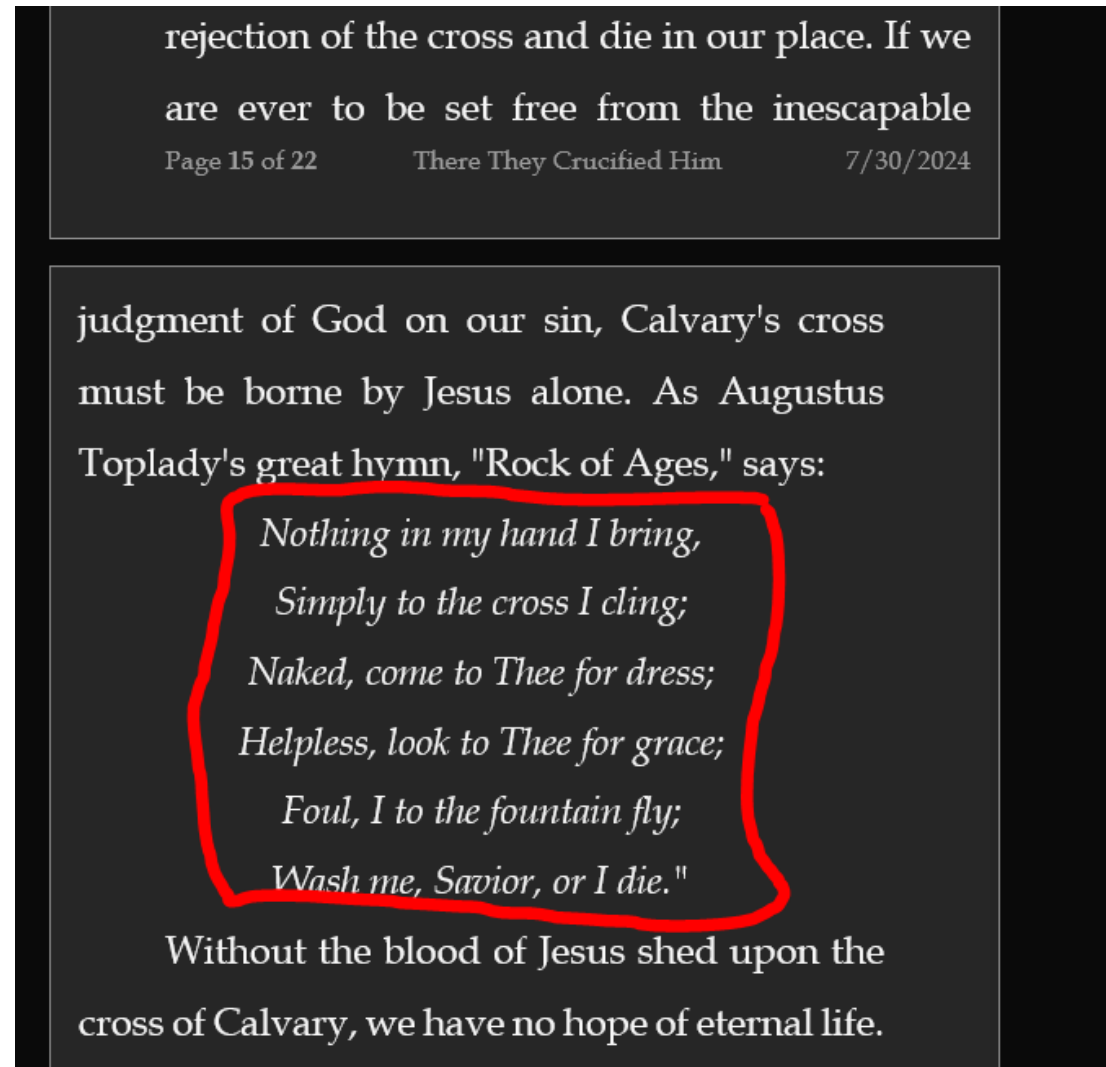 rejection of the cross and die in our place. If we
are ever to be set free from the inescapable
Page 15 of 22 There They Crucified Him 7/30/2024
judgment of God on our sin, Calvary's cross
must be borne by Jesus alone. As Augustus
Toplady's great hymn, "Rock of Ages," says:
Nothing in my hand I bring,
Simply to the cross I cling;
Naked, come to Thee for dress;
Helpless, look to Thee for grace;
Foul, I to the fountain fly;
Wash me, Savior, or I die."
Without the blood of Jesus shed upon the
cross of Calvary, we have no hope of eternal life.